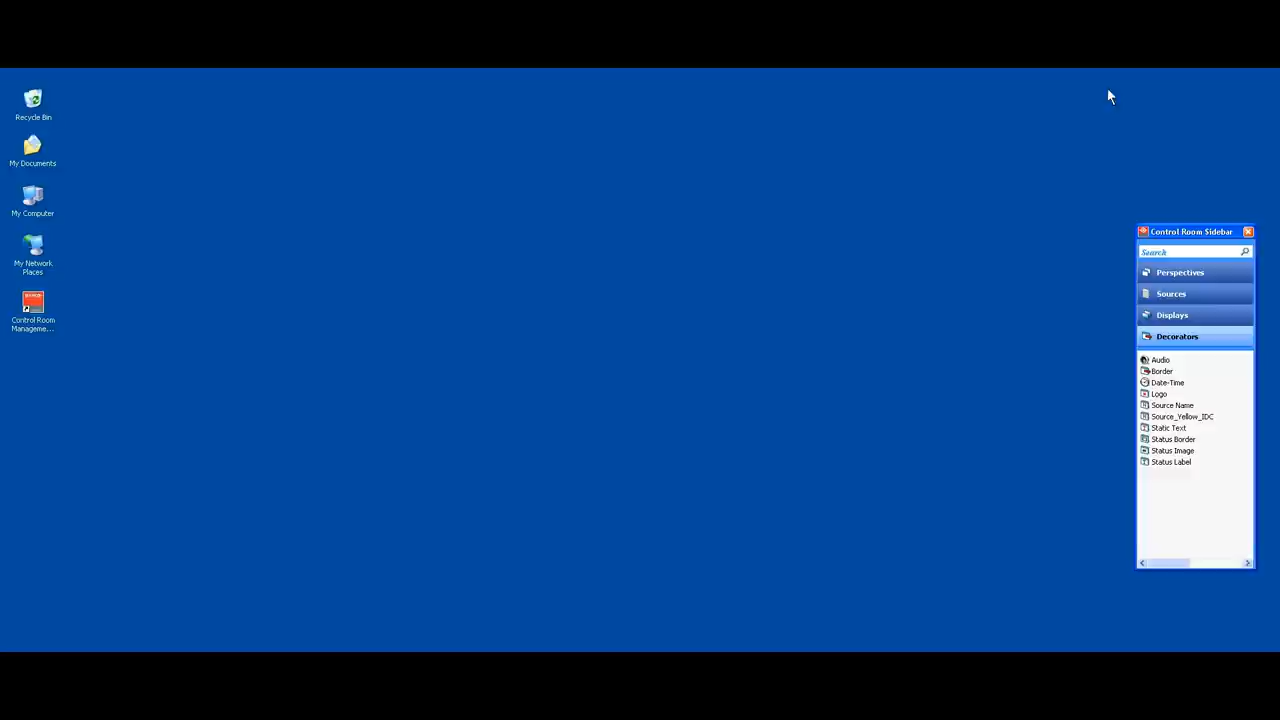 Recycle Bin
My Documents
My Computer
My Network
Places
Control Room
Manageme...
Control Room Sidebar
Search
Perspectives
Sources
Displays
Decorators
Audio
Border
Date-Time
Logo
Source Name
Source_Yellow_IDC
Static Text
Status Border
Status Image
Status Label